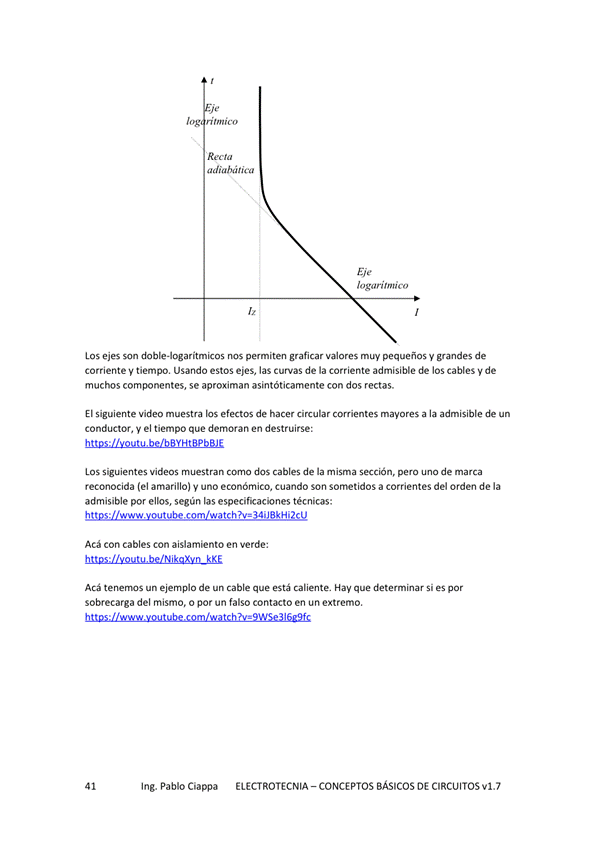 t
Eje
logarítmico
Recta
adiabática
Eje
logarítmico
IZ
I
Los ejes son doble-logarítmicos nos permiten graficar valores muy pequeños y grandes de
corriente y tiempo. Usando estos ejes, las curvas de la corriente admisible de los cables y de
muchos componentes, se aproximan asintóticamente con dos rectas.
El siguiente video muestra los efectos de hacer circular corrientes mayores a la admisible de un
conductor, y el tiempo que demoran en destruirse:
https://youtu.be/bBYHtBPbBJE
Los siguientes videos muestran como dos cables de la misma sección, pero uno de marca
reconocida (el amarillo) y uno económico, cuando son sometidos a corrientes del orden de la
admisible por ellos, según las especificaciones técnicas:
https://www.youtube.com/watch?v=34iJBkHi2cU
Acá con cables con aislamiento en verde:
https://youtu.be/NikqXyn_kKE
Acá tenemos un ejemplo de un cable que está caliente. Hay que determinar si es por
sobrecarga del mismo, o por un falso contacto en un extremo.
https://www.youtube.com/watch?v=9WSe3l6g9fc
41 Ing. Pablo Ciappa ELECTROTECNIA – CONCEPTOS BÁSICOS DE CIRCUITOS v1.7